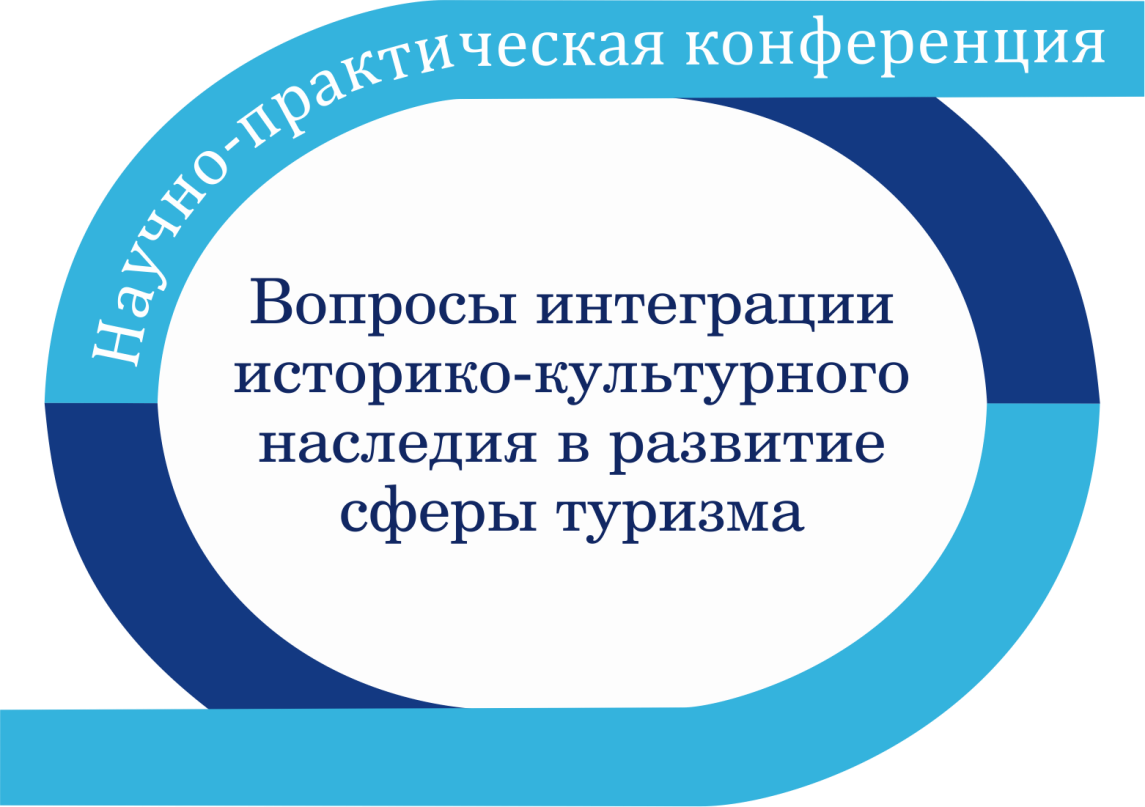 Научно-практическая конференция
Вопросы интеграции
историко-культурного
наследия в развитие
сферы туризма